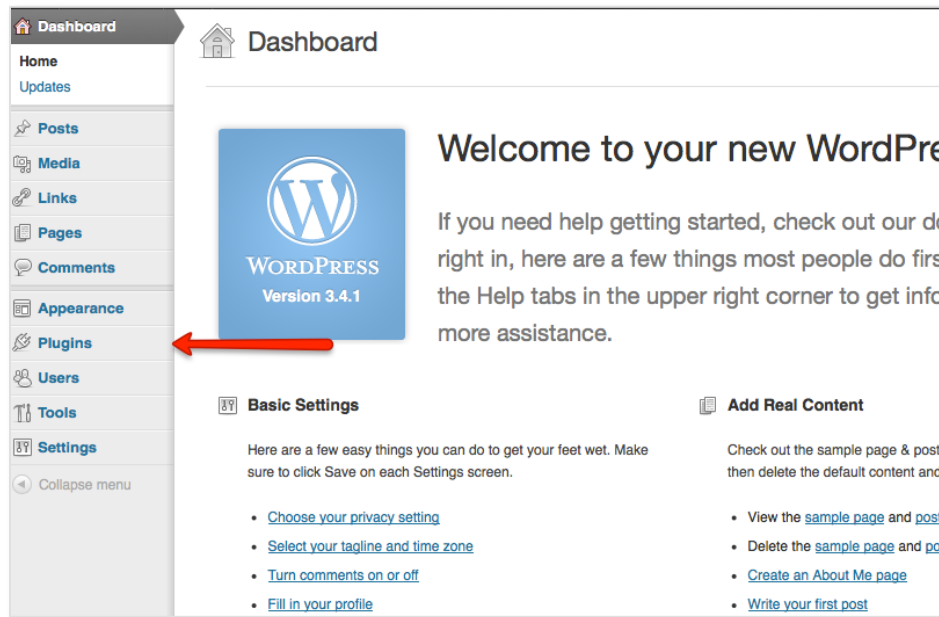 Dashboard
Home
Updates
Posts
Media
Links
Pages
Comments
Appearance
Plugins
Users
Tools
Settings
Collapse menu
Dashboard
WORDPRESS
Version 3.4.1
Welcome to your new
If you need help getting started, check out our
right in, here are a few things most people do
the Help tabs in the upper right corner to get
more assistance.
Basic Settings
Here are a few easy things you can do to get your feet wet. Make
sure to click Save on each Settings screen.
• Choose your privacy setting
• Select your tagline and time zone
• Turn comments on or off
• Fill in your profile
Add Real Content
Check out the sample page & post
then delete the default content and
• View the sample page and post
• Delete the sample page and
• Create an About Me page
• Write your first post